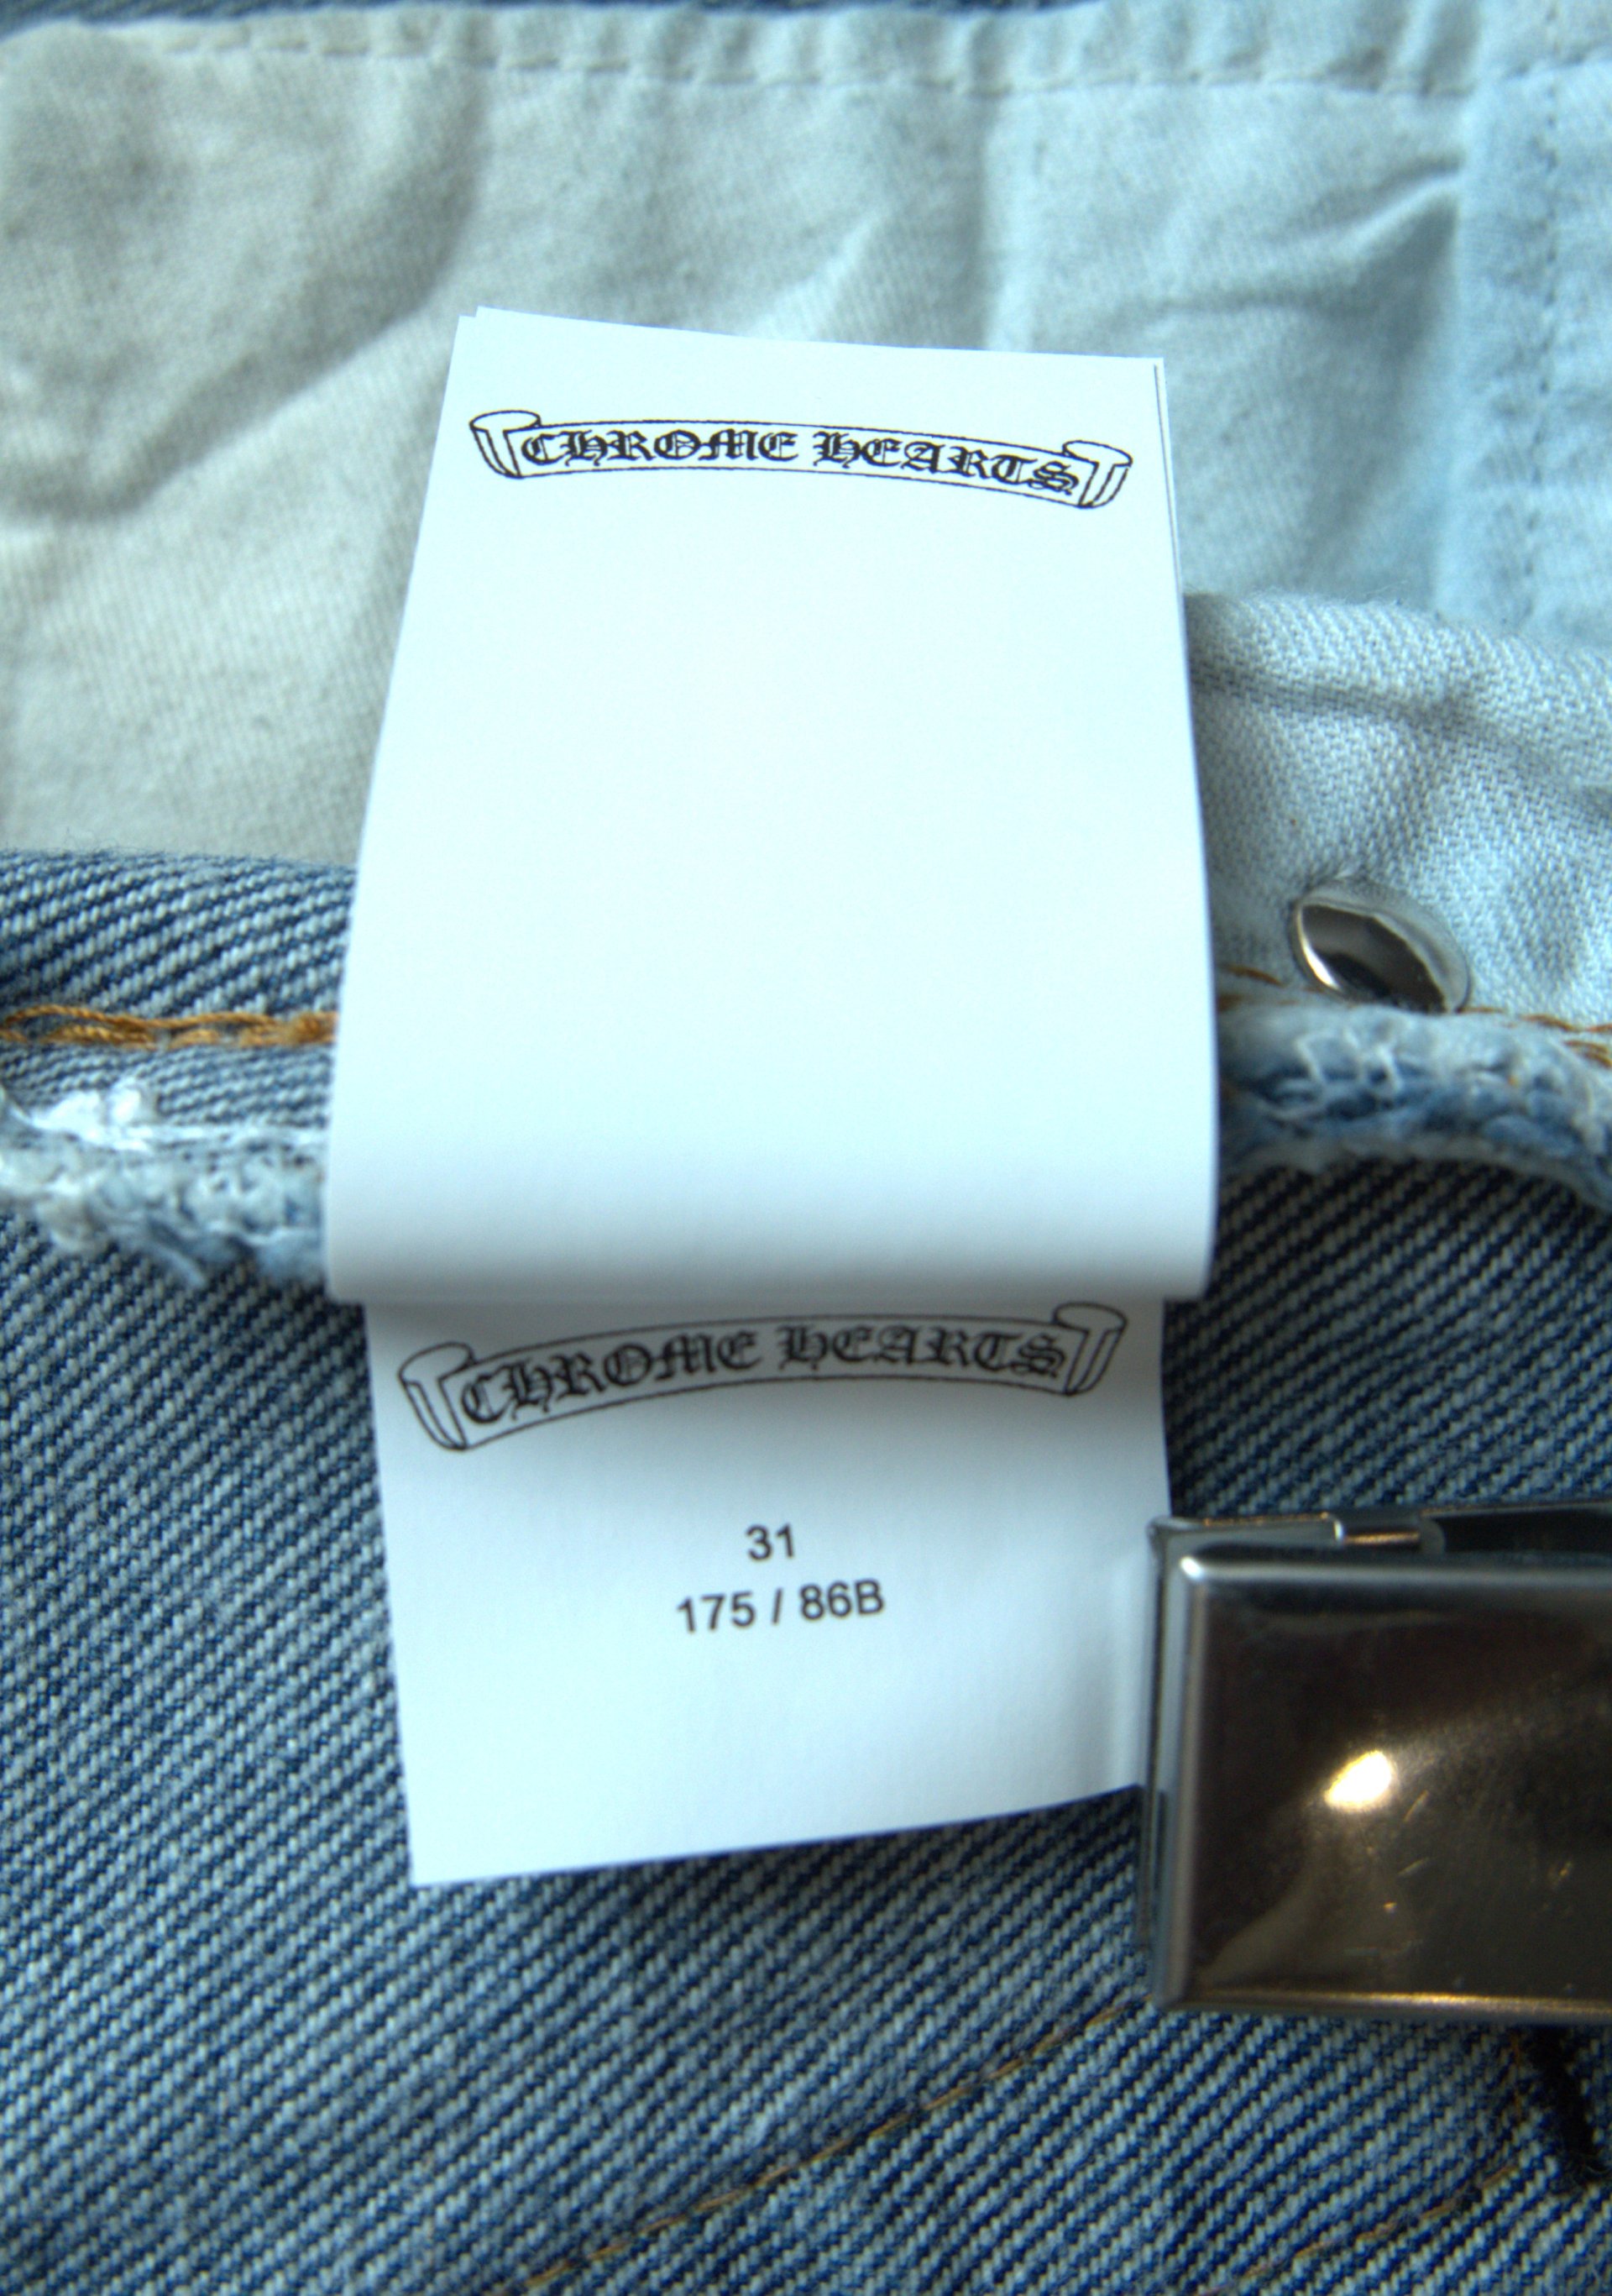 CHROME HEARTS
CHROME HEARTS
31
175 / 86B